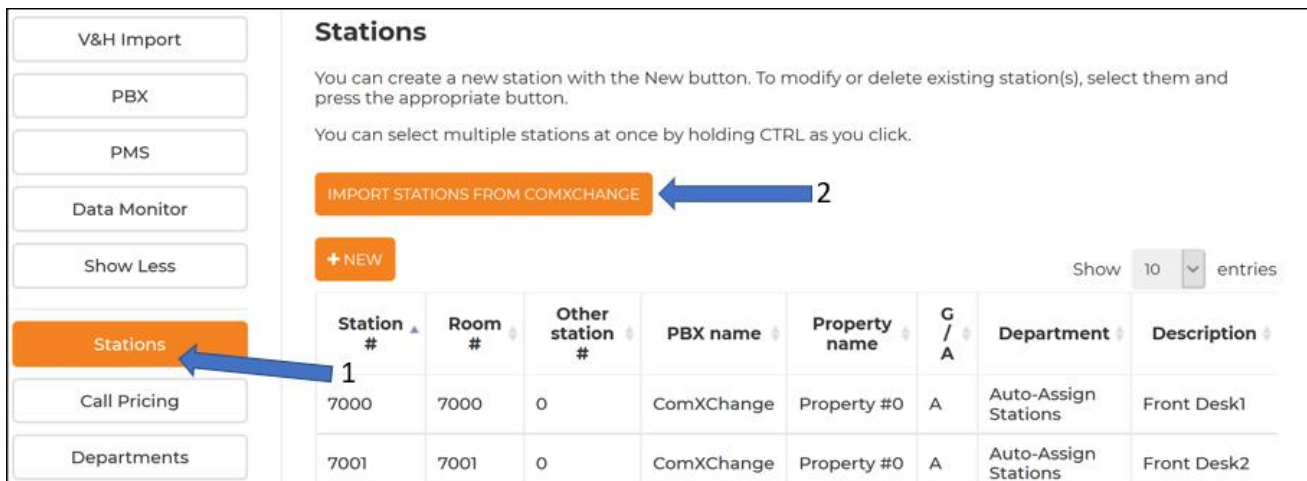 V&H Import
PBX
PMS
Data Monitor
Show Less
Stations
1
Call Pricing
Departments
Stations
You can create a new station with the New button. To modify or delete existing station(s), select them and
press the appropriate button.
You can select multiple stations at once by holding CTRL as you click.
IMPORT STATIONS FROM COMXCHANGE
2
+ NEW
Show 10 entries
Station # Room # Other station # PBX name Property name G / A Department Description
7000 7000 0 ComXChange Property #0 A Auto-Assign Stations Front Desk1
7001 7001 0 ComXChange Property #0 A Auto-Assign Stations Front Desk2